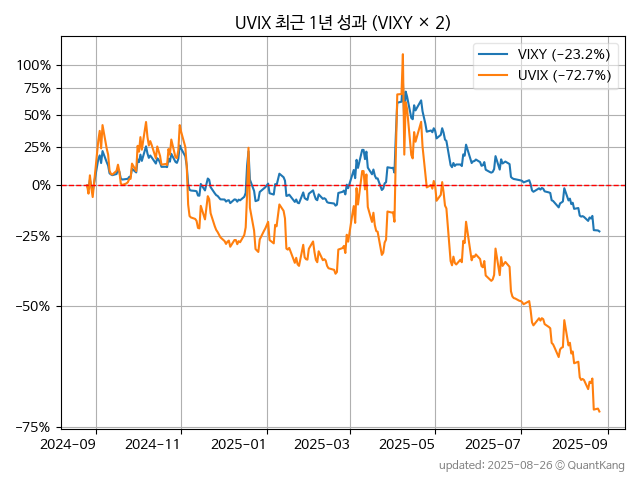 UVIX 최근 1년 성과 (VIXY × 2)
VIXY (−23.2%)
UVIX (−72.7%)
100%
75%
50%
25%
0%
−25%
−50%
−75%
2024-09 2024-11 2025-01 2025-03 2025-05 2025-07 2025-09
updated: 2025-08-26 ⓒ QuantKang